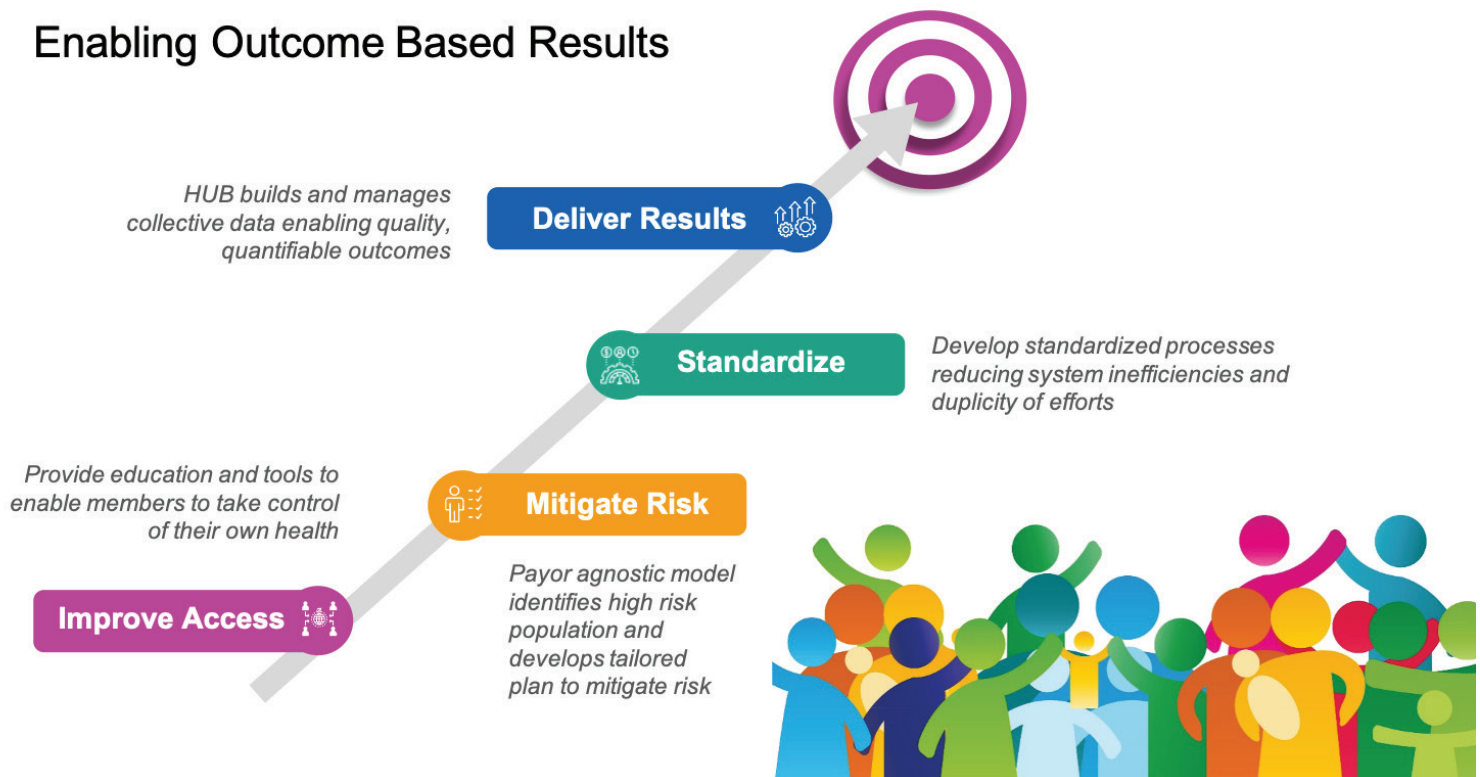 Enabling Outcome Based Results
HUB builds and manages
collective data enabling quality,
quantifiable outcomes
Deliver Results
Standardize
Develop standardized processes
reducing system inefficiencies and
duplicity of efforts
Provide education and tools to
enable members to take control
of their own health
Mitigate Risk
Payor agnostic model
identifies high risk
population and
develops tailored
plan to mitigate risk
Improve Access